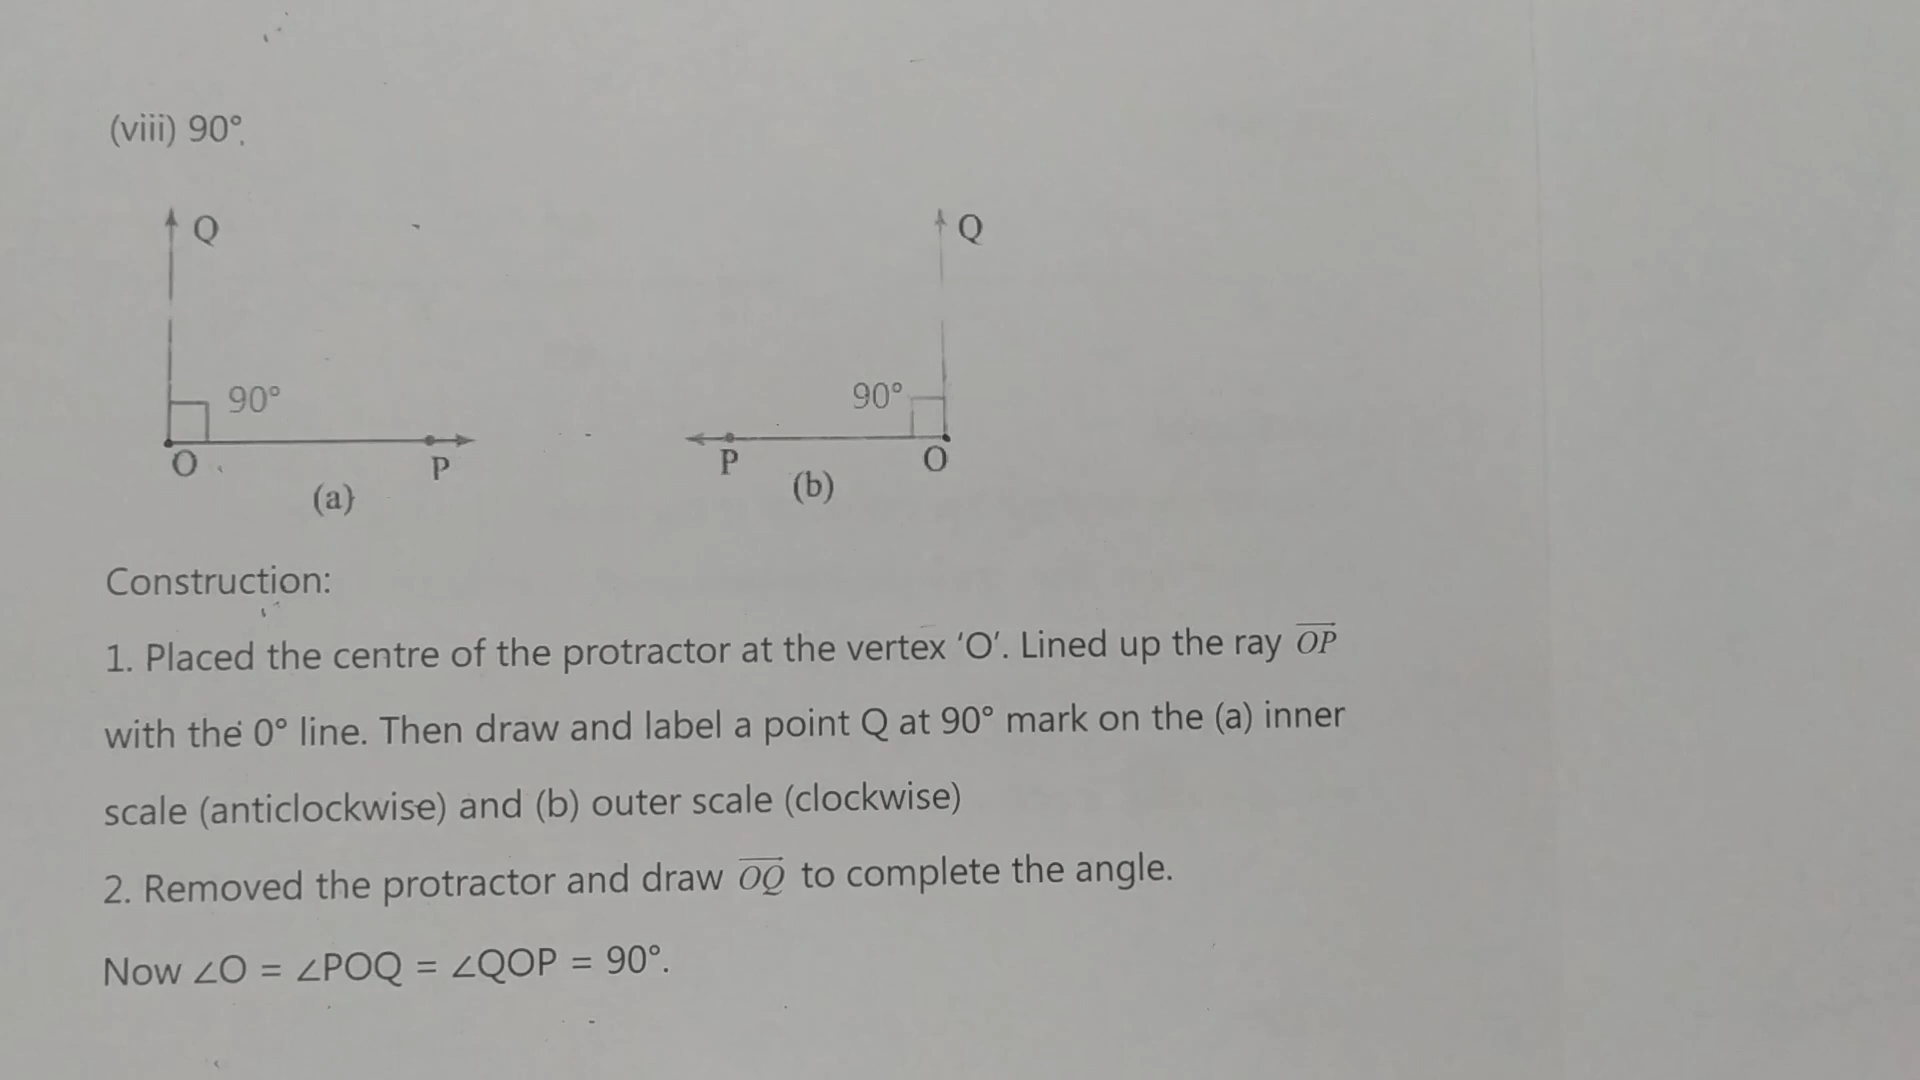 (viii) 90°.
Q
Q
90°
90°
O
P
P
O
(a)
(b)
Construction:
1. Placed the centre of the protractor at the vertex ‘O’. Lined up the ray OP
with the 0° line. Then draw and label a point Q at 90° mark on the (a) inner
scale (anticlockwise) and (b) outer scale (clockwise)
2. Removed the protractor and draw OQ to complete the angle.
Now ∠O = ∠POQ = ∠QOP = 90°.